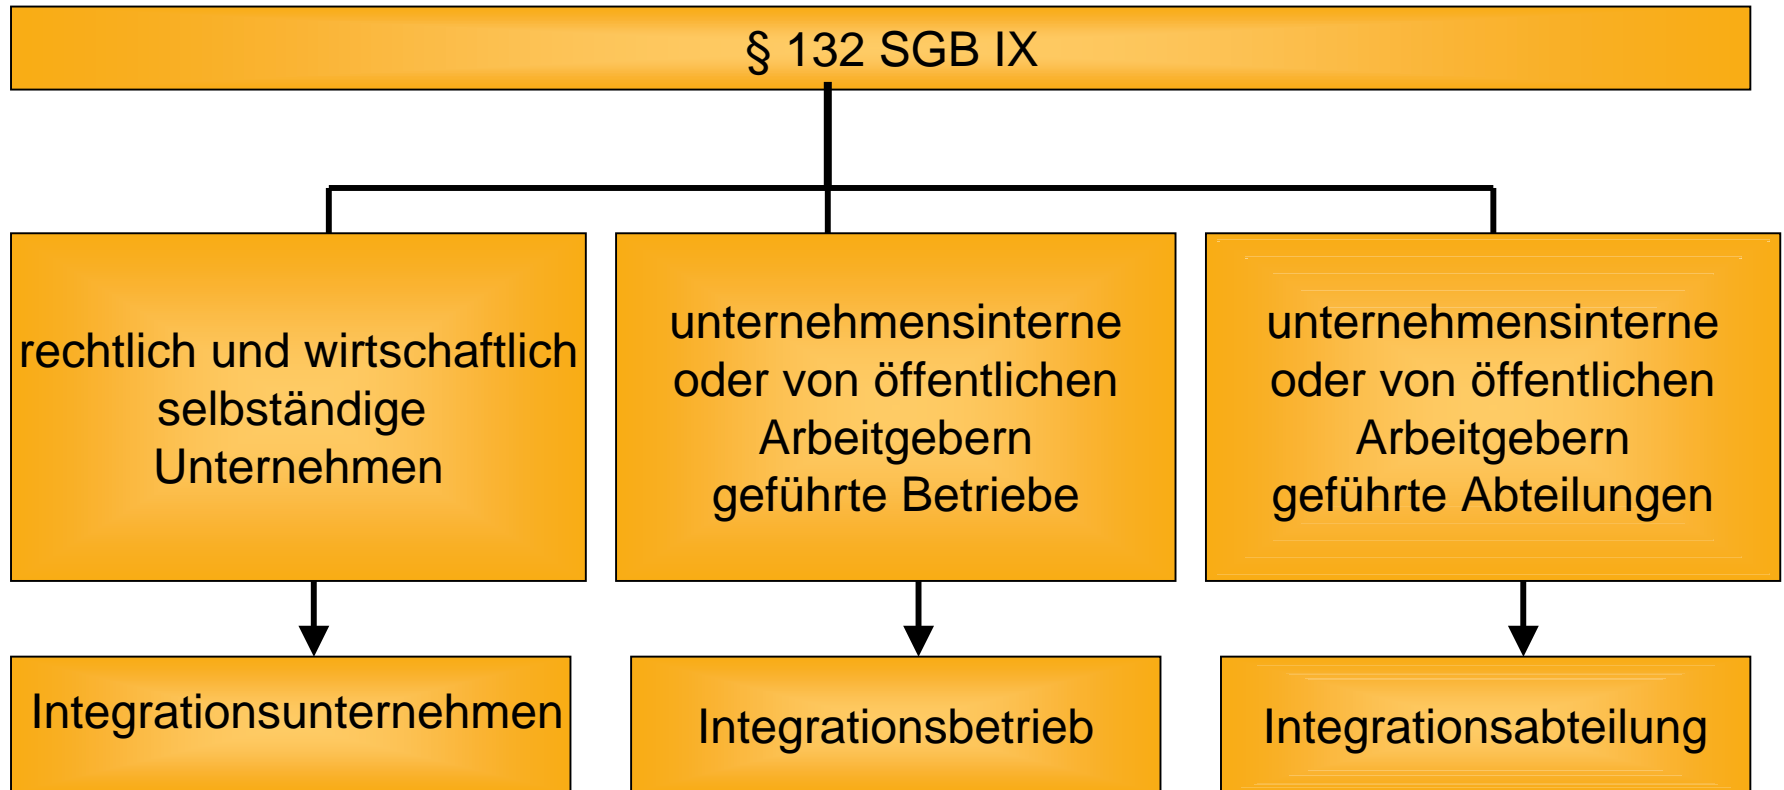 § 132 SGB IX
rechtlich und wirtschaftlich
selbständige
Unternehmen
unternehmensinterne
oder von öffentlichen
Arbeitgebern
geführte Betriebe
unternehmensinterne
oder von öffentlichen
Arbeitgebern
geführte Abteilungen
Integrationsunternehmen
Integrationsbetrieb
Integrationsabteilung